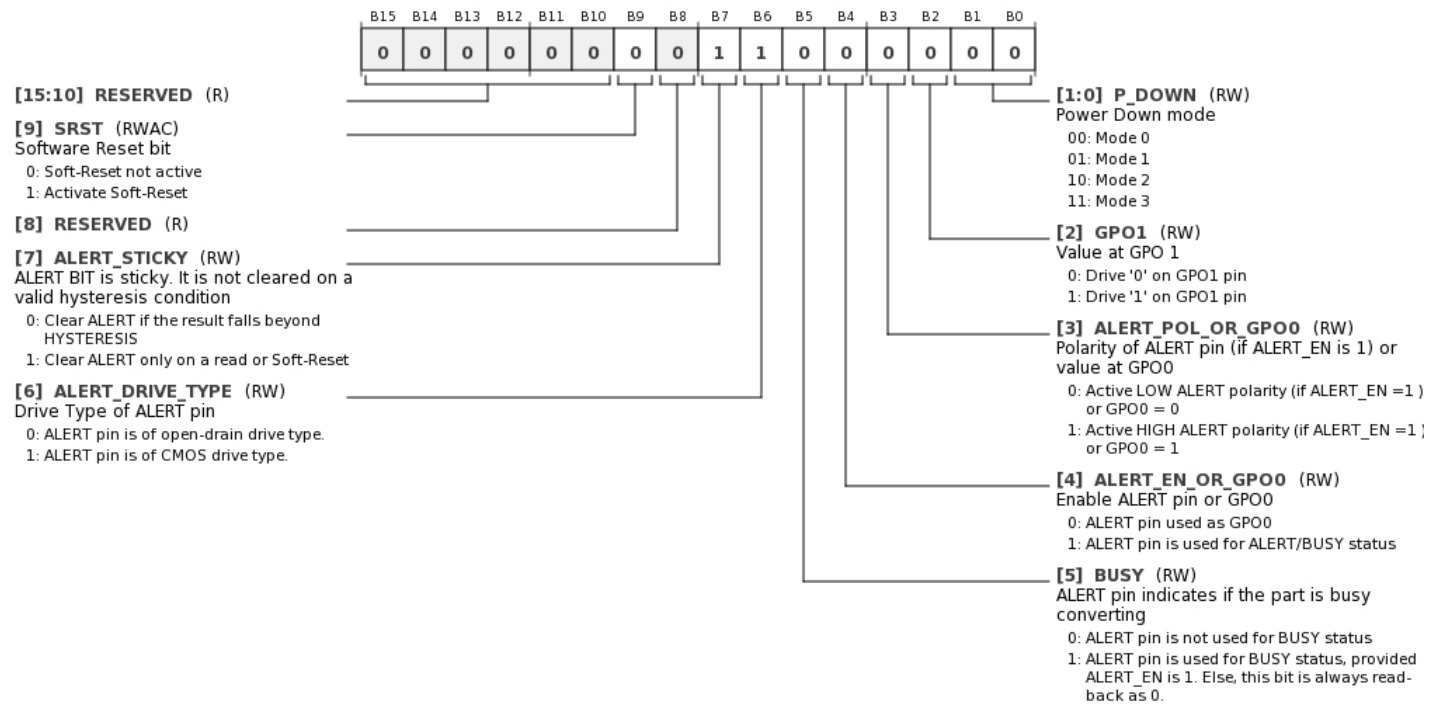 B15 B14 B13 B12 B11 B10 B9 B8 B7 B6 B5 B4 B3 B2 B1 B0
0 0 0 0 0 0 0 0 1 1 0 0 0 0 0 0
[15:10] RESERVED (R)
[9] SRST (RWAC)
Software Reset bit
0: Soft-Reset not active
1: Activate Soft-Reset
[8] RESERVED (R)
[7] ALERT_STICKY (RW)
ALERT BIT is sticky. It is not cleared on a
valid hysteresis condition
0: Clear ALERT if the result falls beyond
HYSTERESIS
1: Clear ALERT only on a read or Soft-Reset
[6] ALERT_DRIVE_TYPE (RW)
Drive Type of ALERT pin
0: ALERT pin is of open-drain drive type.
1: ALERT pin is of CMOS drive type.
[1:0] P_DOWN (RW)
Power Down mode
00: Mode 0
01: Mode 1
10: Mode 2
11: Mode 3
[2] GPO1 (RW)
Value at GPO 1
0: Drive '0' on GPO1 pin
1: Drive '1' on GPO1 pin
[3] ALERT_POL_OR_GPO0 (RW)
Polarity of ALERT pin (if ALERT_EN is 1) or
value at GPO0
0: Active LOW ALERT polarity (if ALERT_EN =1 )
or GPO0 = 0
1: Active HIGH ALERT polarity (if ALERT_EN =1 )
or GPO0 = 1
[4] ALERT_EN_OR_GPO0 (RW)
Enable ALERT pin or GPO0
0: ALERT pin used as GPO0
1: ALERT pin is used for ALERT/BUSY status
[5] BUSY (RW)
ALERT pin indicates if the part is busy
converting
0: ALERT pin is not used for BUSY status
1: ALERT pin is used for BUSY status, provided
ALERT_EN is 1. Else, this bit is always read-
back as 0.